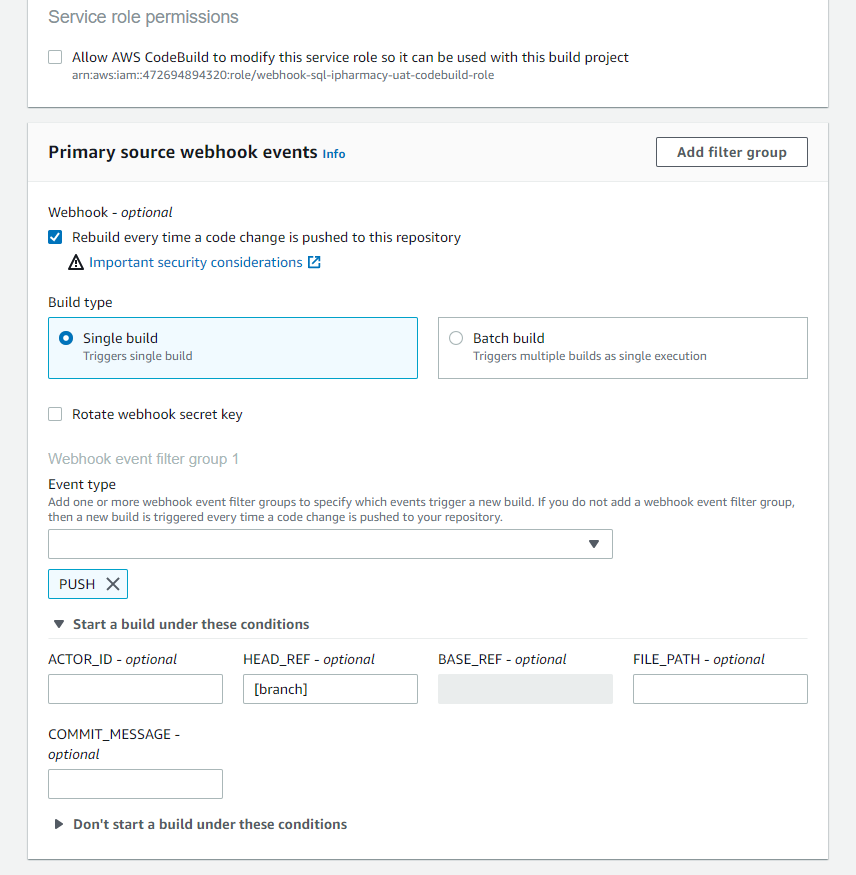 Service role permissions
Allow AWS CodeBuild to modify this service role so it can be used with this build project
arn:aws:iam::472694894320:role/webhook-sql-ipharmacy-uat-codebuild-role
Primary source webhook events Info
Add filter group
Webhook - optional
Rebuild every time a code change is pushed to this repository
Important security considerations
Build type
Single build
Triggers single build
Batch build
Triggers multiple builds as single execution
Rotate webhook secret key
Webhook event filter group 1
Event type
Add one or more webhook event filter groups to specify which events trigger a new build. If you do not add a webhook event filter group,
then a new build is triggered every time a code change is pushed to your repository.
PUSH
Start a build under these conditions
ACTOR_ID - optional
HEAD_REF - optional
BASE_REF - optional
FILE_PATH - optional
[branch]
COMMIT_MESSAGE -
optional
Don't start a build under these conditions